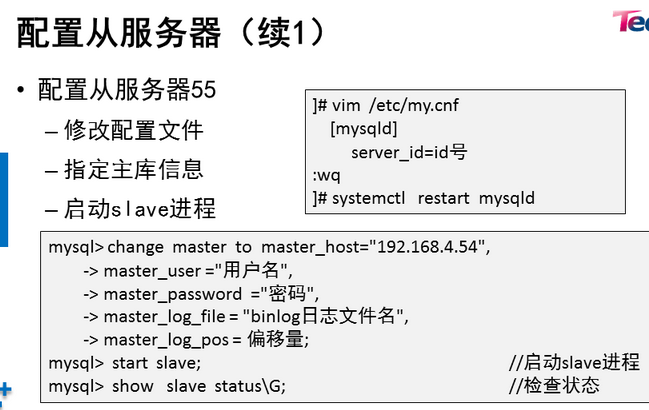 配置从服务器（续1）
Tec
• 配置从服务器55
– 修改配置文件
– 指定主库信息
– 启动slave进程
]# vim /etc/my.cnf
[mysqld]
server_id=id号
:wq
]# systctl restart mysqld
mysql> change master to master_host="192.168.4.54",
-> master_user ="用户名",
-> master_password ="密码",
-> master_log_file = "binlog日志文件名",
-> master_log_pos = 偏移量;
mysql> start slave; //启动slave进程
mysql> show slave status\G; //检查状态